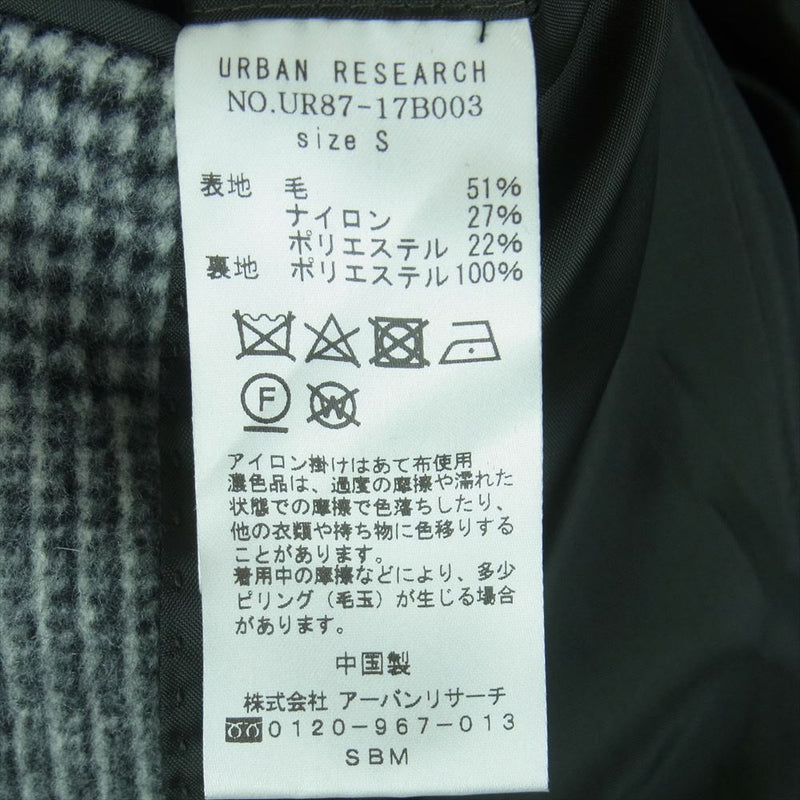 URBAN RESEARCH
NO.UR87-17B003
size S
表地 毛 51%
ナイロン 27%
ポリエステル 22%
裏地 ポリエステル 100%
F
W
アイロン掛けはあて布使用
濃色品は、過度の摩擦や濡れた
状態での摩擦で色落ちしたり、
他の衣類や持ち物に色移りする
ことがあります。
着用中の摩擦などにより、多少
ピリング（毛玉）が生じる場合
があります。
中国製
株式会社 アーバンリサーチ
0120-967-013
SBM